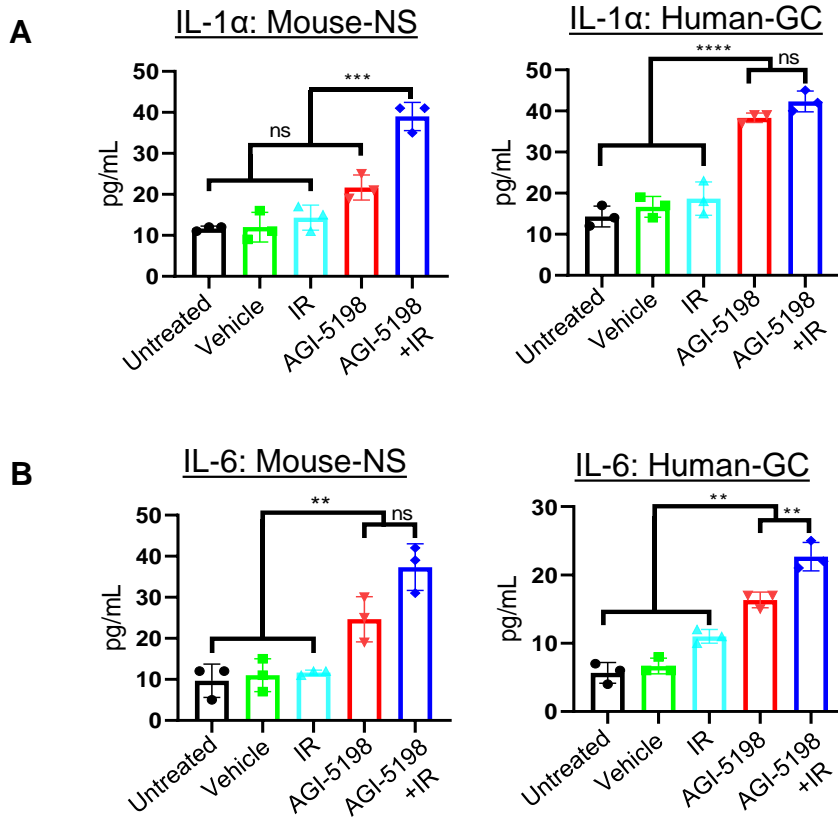 A
IL-1α: Mouse-NS
***
ns
50
40
30
20
10
0
pg/mL
Untreated
Vehicle
IR
AGI-5198
AGI-5198
+IR
IL-1α: Human-GC
****
ns
50
40
30
20
10
0
pg/mL
Untreated
Vehicle
IR
AGI-5198
AGI-5198
+IR
B
IL-6: Mouse-NS
**
ns
50
40
30
20
10
0
pg/mL
Untreated
Vehicle
IR
AGI-5198
AGI-5198
+IR
IL-6: Human-GC
**
**
30
20
10
0
pg/mL
Untreated
Vehicle
IR
AGI-5198
AGI-5198
+IR